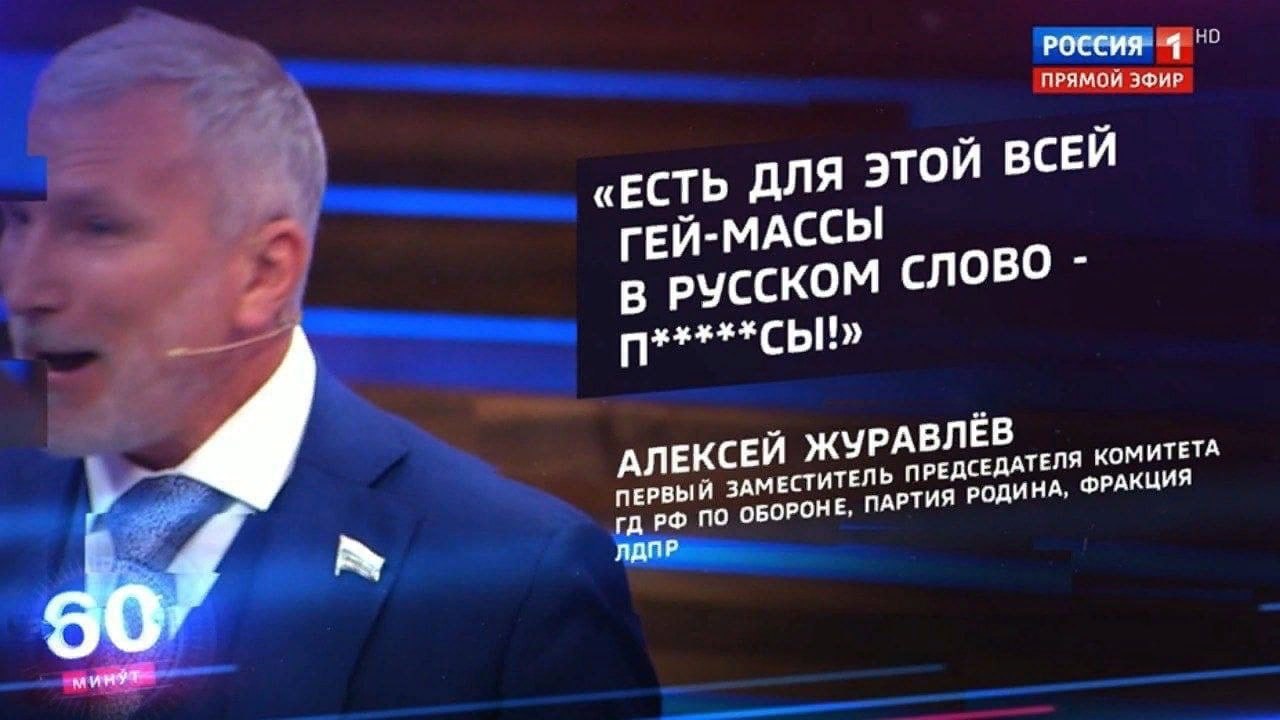 РОССИЯ 1 HD
ПРЯМОЙ ЭФИР
«ЕСТЬ ДЛЯ ЭТОЙ ВСЕЙ
ГЕЙ-МАССЫ
В РУССКОМ СЛОВО -
П*****СЫ!»
АЛЕКСЕЙ ЖУРАВЛЁВ
ПЕРВЫЙ ЗАМЕСТИТЕЛЬ ПРЕДСЕДАТЕЛЯ КОМИТЕТА
ГД РФ ПО ОБОРОНЕ, ПАРТИЯ РОДИНА, ФРАКЦИЯ
ЛДПР
60
МИНУТ